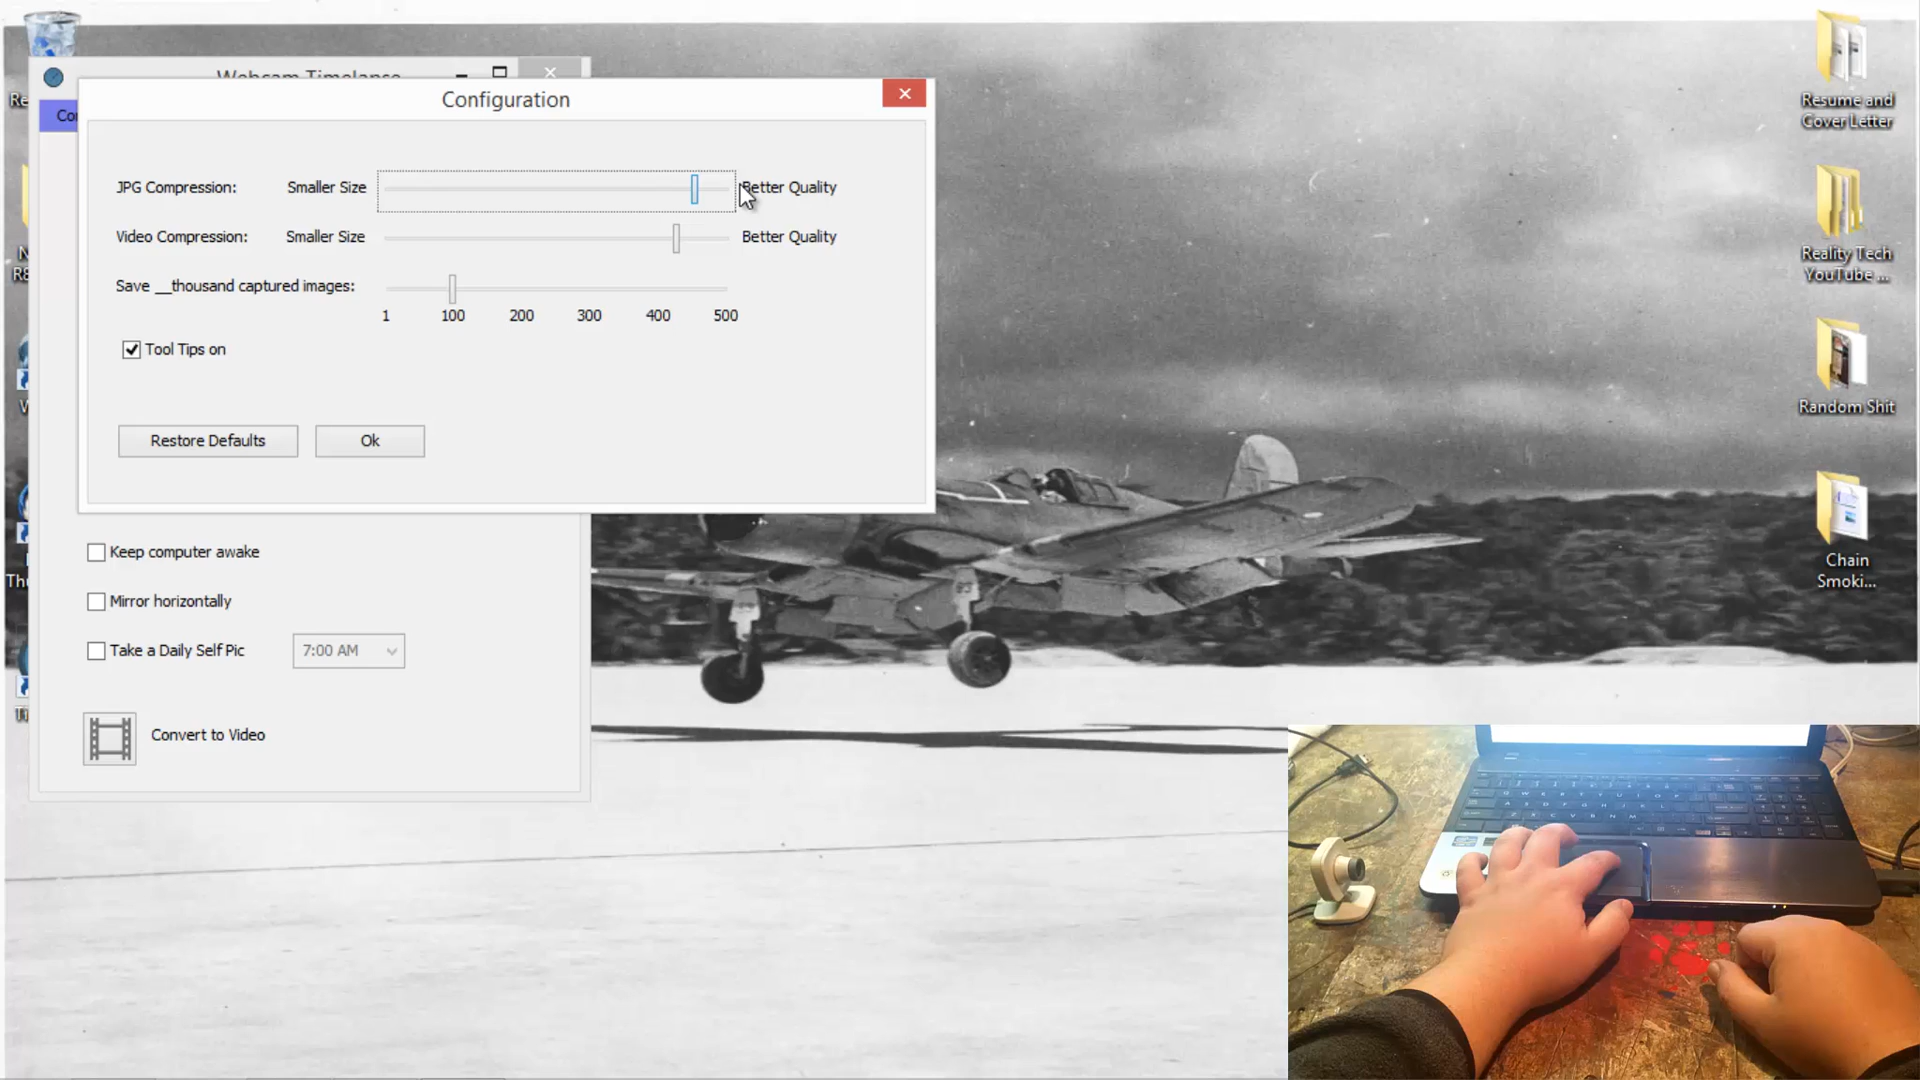 Webcam Timelapse
Configuration
JPG Compression: Smaller Size Better Quality
Video Compression: Smaller Size Better Quality
Save __thousand captured images:
1 100 200 300 400 500
Tool Tips on
Restore Defaults Ok
Keep computer awake
Mirror horizontally
Take a Daily Self Pic 7:00 AM
Convert to Video
Resume and
Cover Letter
Reality Tech
YouTube ...
Random Shit
Chain
Smoki...